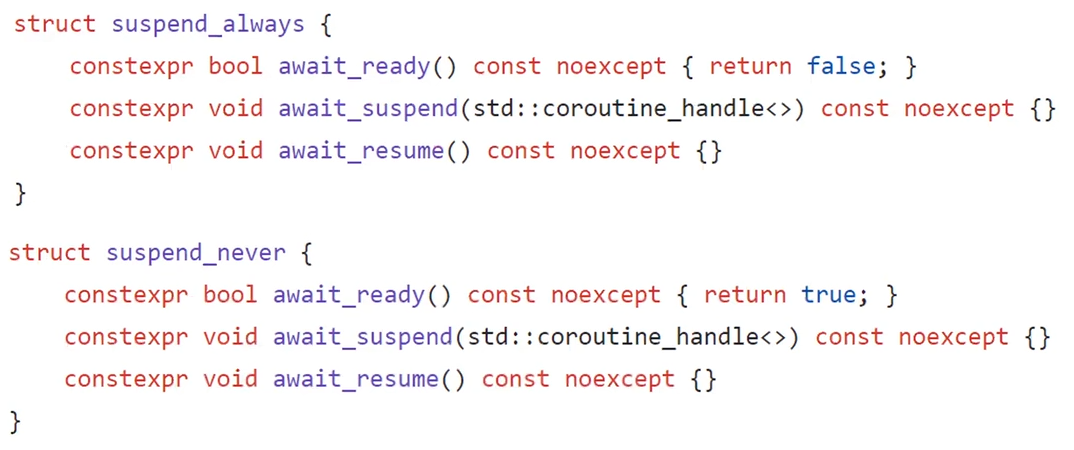 struct suspend_always {
    constexpr bool await_ready() const noexcept { return false; }
    constexpr void await_suspend(std::coroutine_handle<>) const noexcept {}
    constexpr void await_resume() const noexcept {}
}
struct suspend_never {
    constexpr bool await_ready() const noexcept { return true; }
    constexpr void await_suspend(std::coroutine_handle<>) const noexcept {}
    constexpr void await_resume() const noexcept {}
}